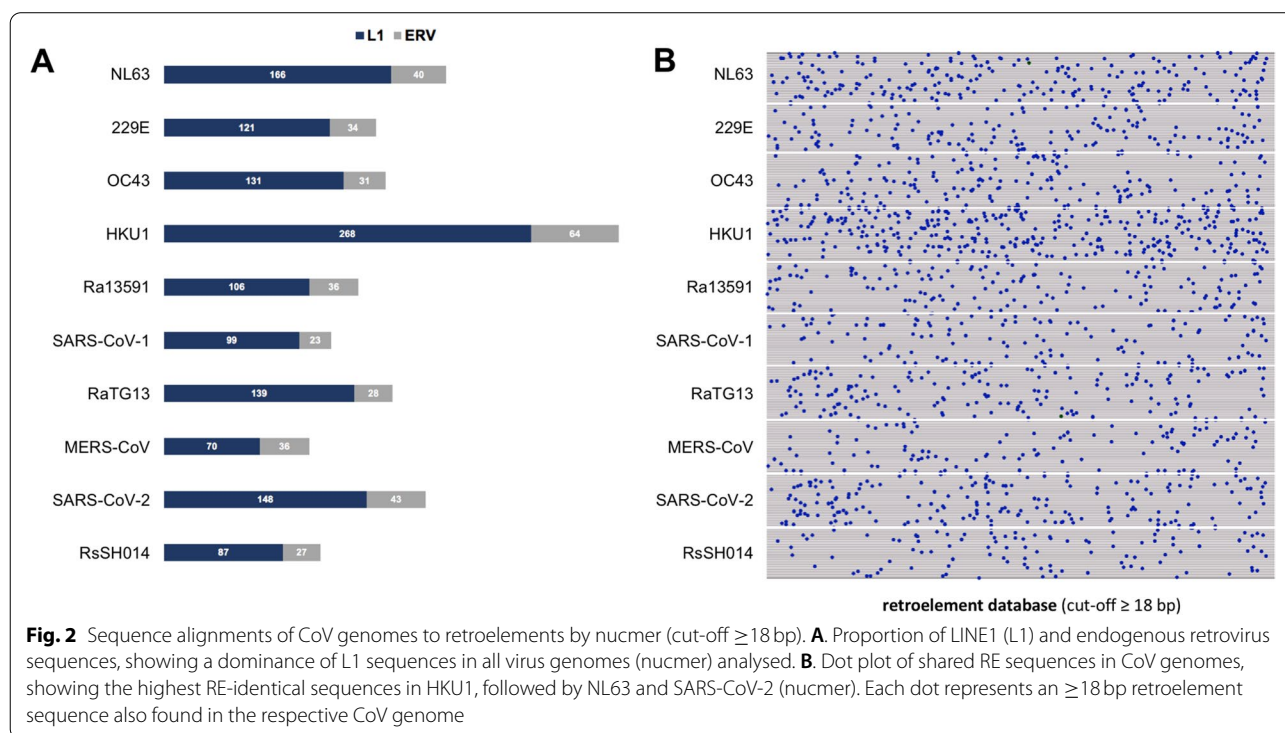 L1 ERV
A
NL63 166 40
229E 121 34
OC43 131 31
HKU1 268 64
Ra13591 106 36
SARS-CoV-1 99 23
RaTG13 139 28
MERS-CoV 70 36
SARS-CoV-2 148 43
RsSH014 87 27
B
NL63
229E
OC43
HKU1
Ra13591
SARS-CoV-1
RaTG13
MERS-CoV
SARS-CoV-2
RsSH014
retroelement database (cut-off ≥ 18 bp)
Fig. 2 Sequence alignments of CoV genomes to retroelements by nucmer (cut-off ≥18 bp). A. Proportion of LINE1 (L1) and endogenous retrovirus
sequences, showing a dominance of L1 sequences in all virus genomes (nucmer) analysed. B. Dot plot of shared RE sequences in CoV genomes,
showing the highest RE-identical sequences in HKU1, followed by NL63 and SARS-CoV-2 (nucmer). Each dot represents an ≥18 bp retroelement
sequence also found in the respective CoV genome